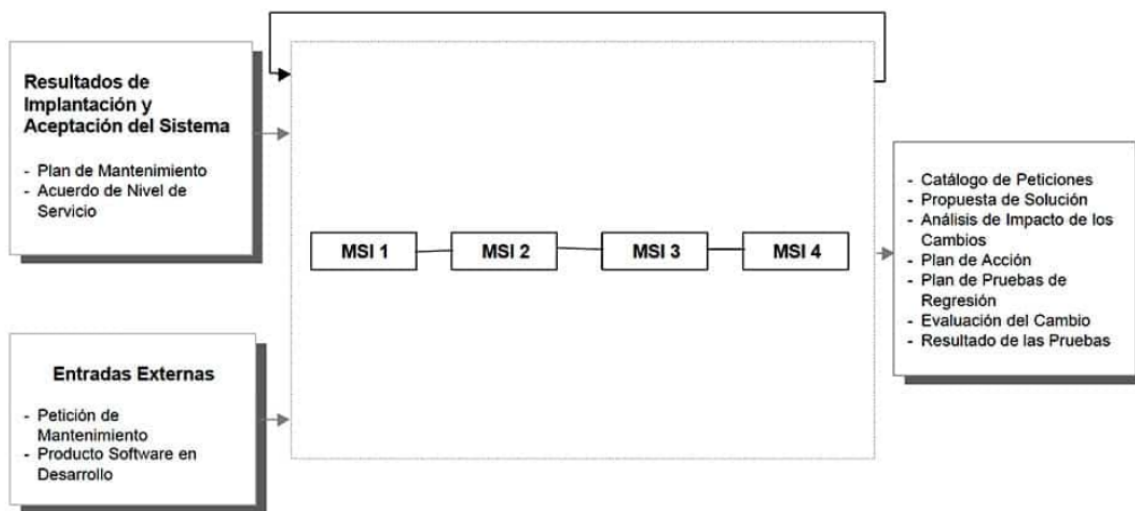 Resultados de
Implantación y
Aceptación del Sistema
- Plan de Mantenimiento
- Acuerdo de Nivel de
Servicio
Entradas Externas
- Petición de
Mantenimiento
- Producto Software en
Desarrollo
MSI 1
MSI 2
MSI 3
MSI 4
- Catálogo de Peticiones
- Propuesta de Solución
- Análisis de Impacto de los
Cambios
- Plan de Acción
- Plan de Pruebas de
Regresión
- Evaluación del Cambio
- Resultado de las Pruebas